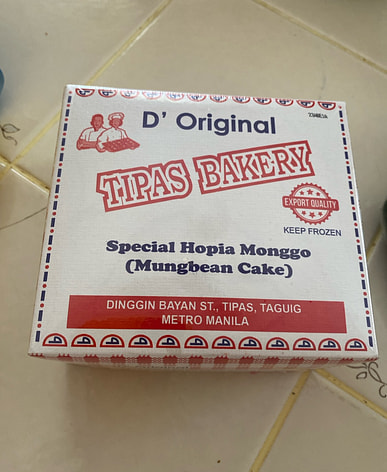 D' Original
TIPAS BAKERY
EXPORT QUALITY
KEEP FROZEN
Special Hopia Monggo
(Mungbean Cake)
DINGGIN BAYAN ST., TIPAS, TAGUIG
METRO MANILA